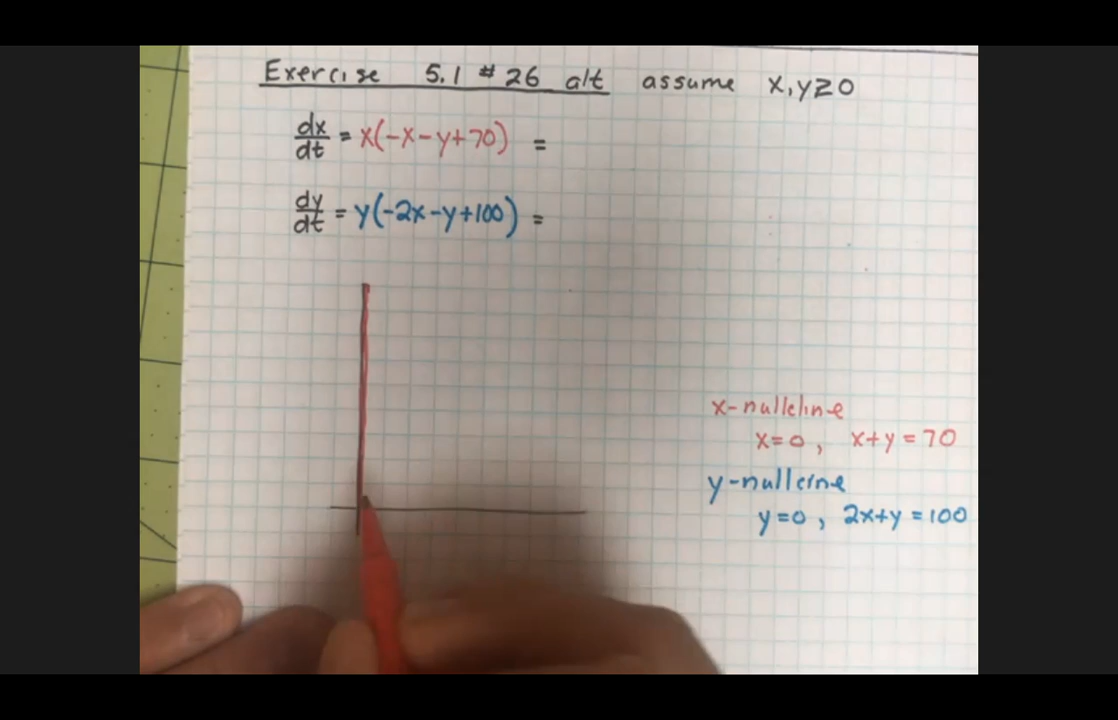 Exercise 5.1 # 26 alt assume x,y≥0
dx/dt = x(-x-y+70) =
dy/dt = y(-2x-y+100) =
x-nullcline
x=0, x+y=70
y-nullcine
y=0, 2x+y=100